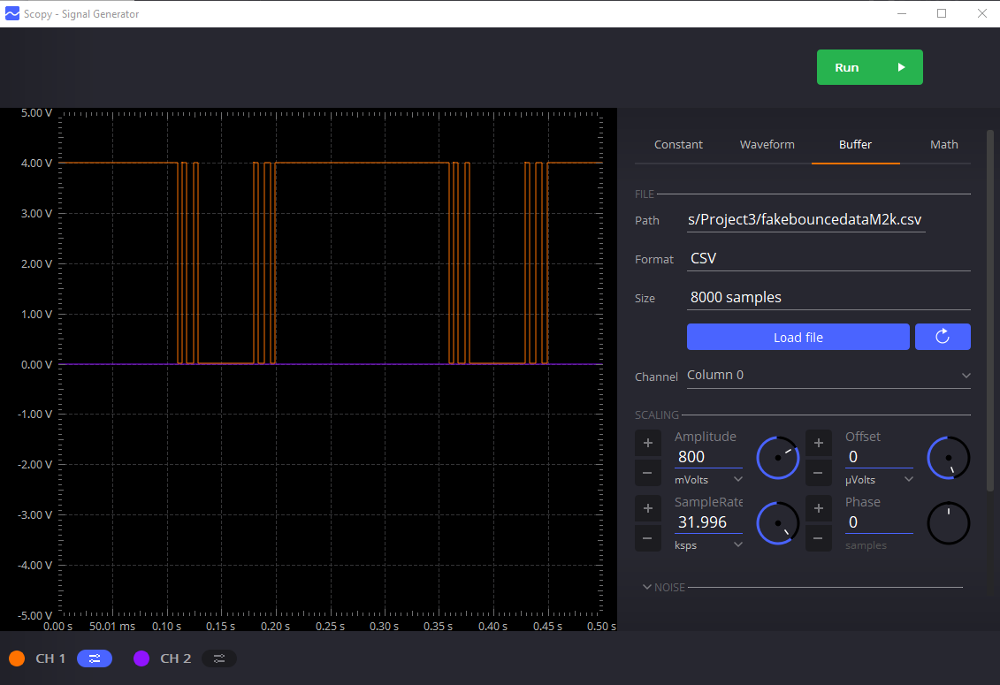 Scopy - Signal Generator
Run
5.00 V
4.00 V
3.00 V
2.00 V
1.00 V
0.00 V
-1.00 V
-2.00 V
-3.00 V
-4.00 V
-5.00 V
0.00 s 50.01 ms 0.10 s 0.15 s 0.20 s 0.25 s 0.30 s 0.35 s 0.40 s 0.45 s 0.50 s
CH 1 CH 2
Constant Waveform Buffer Math
FILE
Path s/Project3/fakebouncedataM2k.csv
Format CSV
Size 8000 samples
Load file
Channel Column 0
SCALING
Amplitude Offset
800 0
mVolts µVolts
SampleRate Phase
31.996 0
ksps samples
NOISE